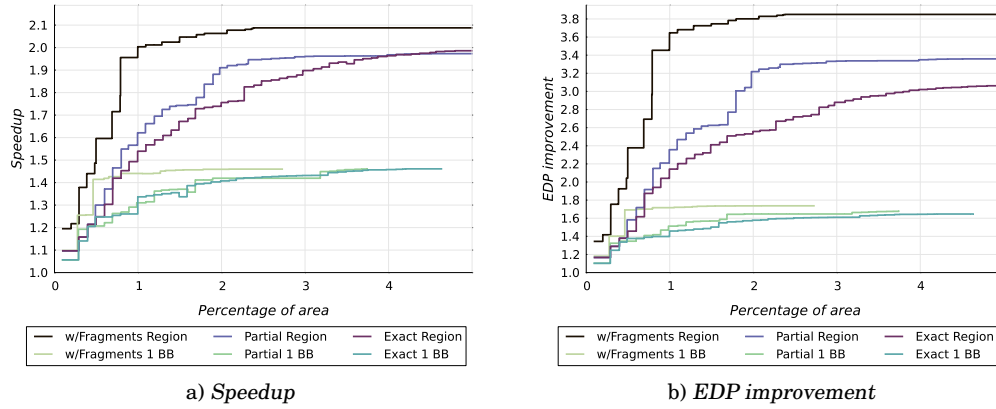 2.1
2.0
1.9
1.8
1.7
1.6
1.5
1.4
1.3
1.2
1.1
1.0
Speedup
0 1 2 3 4
Percentage of area
w/Fragments Region Partial Region Exact Region
w/Fragments 1 BB Partial 1 BB Exact 1 BB
a) Speedup
3.8
3.6
3.4
3.2
3.0
2.8
2.6
2.4
2.2
2.0
1.8
1.6
1.4
1.2
1.0
EDP improvement
0 1 2 3 4
Percentage of area
w/Fragments Region Partial Region Exact Region
w/Fragments 1 BB Partial 1 BB Exact 1 BB
b) EDP improvement